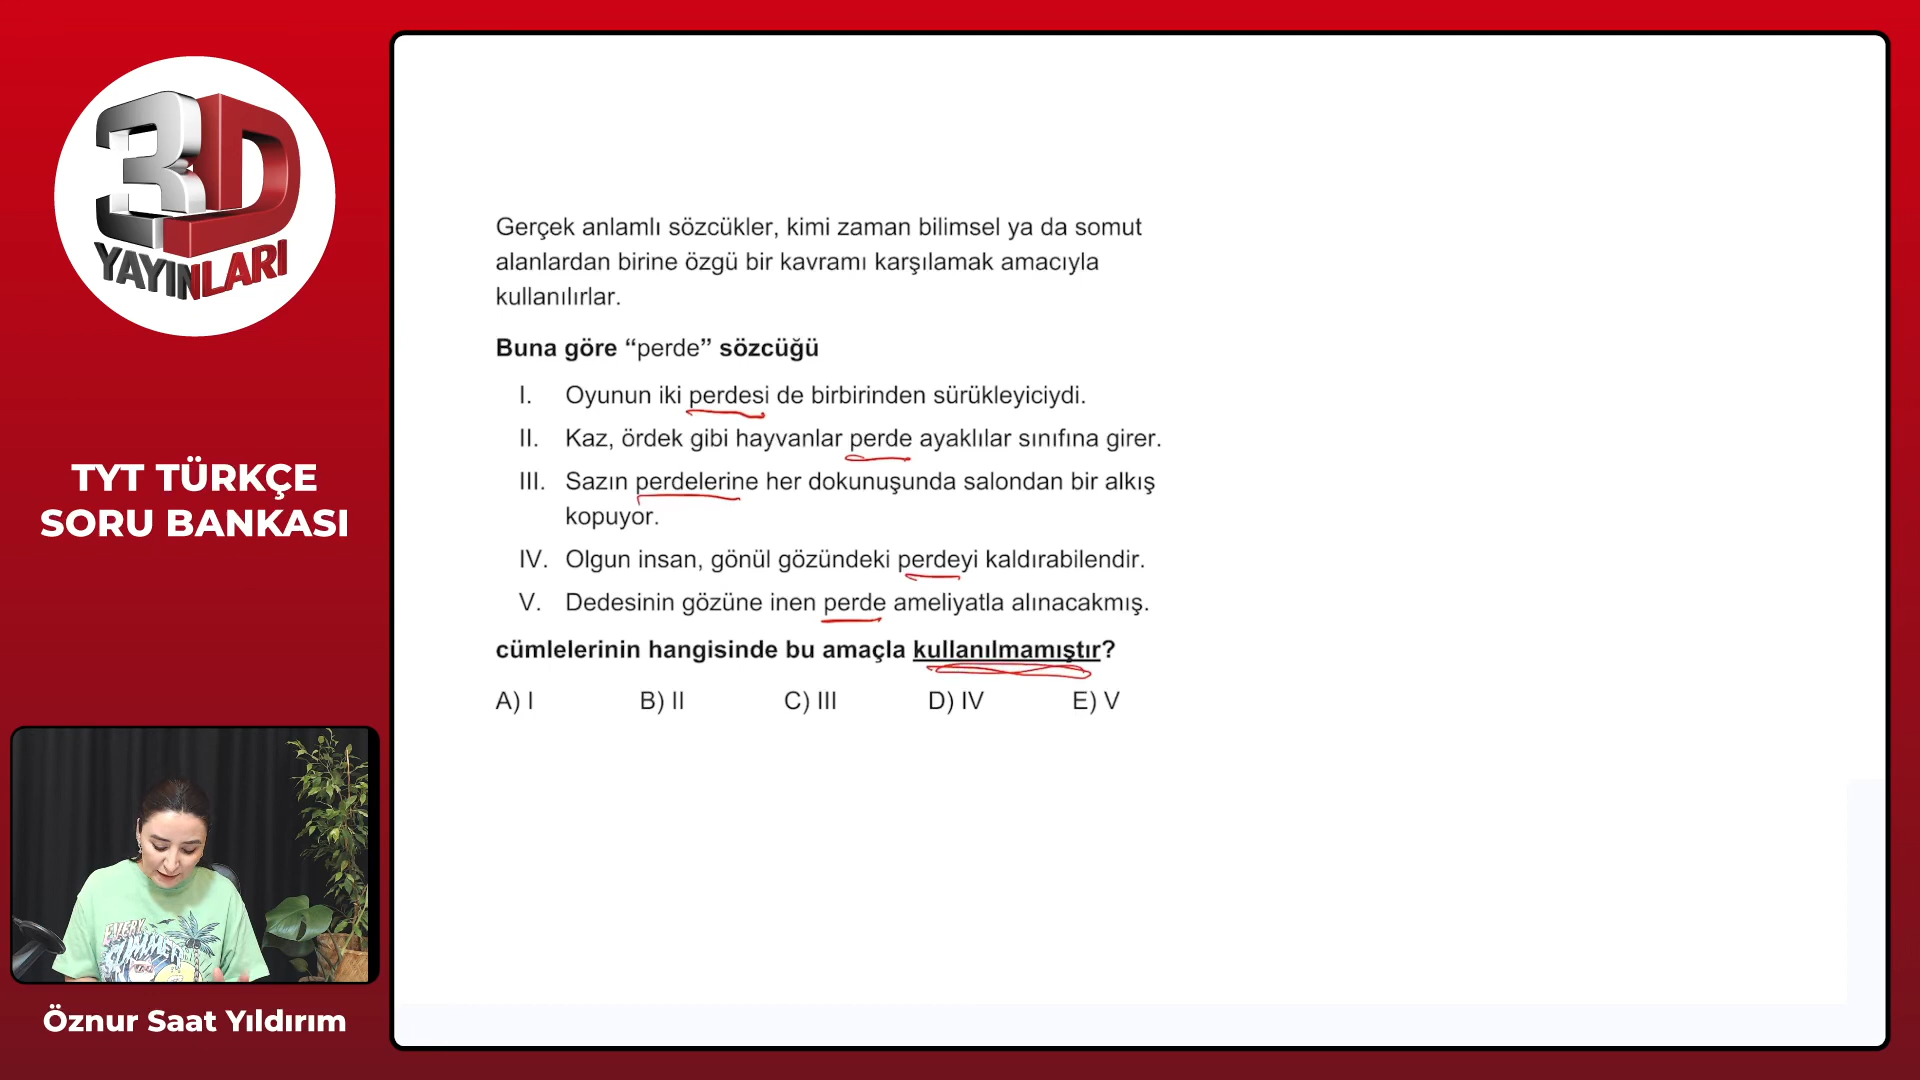 3D
YAYINLARI
TYT TÜRKÇE
SORU BANKASI
Öznur Saat Yıldırım
Gerçek anlamlı sözcükler, kimi zaman bilimsel ya da somut
alanlardan birine özgü bir kavramı karşılamak amacıyla
kullanılırlar.
Buna göre “perde” sözcüğü
I. Oyunun iki perdesi de birbirinden sürükleyiciydi.
II. Kaz, ördek gibi hayvanlar perde ayaklılar sınıfına girer.
III. Sazın perdelerine her dokunuşunda salondan bir alkış
kopuyor.
IV. Olgun insan, gönül gözündeki perdeyi kaldırabilendir.
V. Dedesinin gözüne inen perde ameliyatla alınacakmış.
cümlelerinin hangisinde bu amaçla kullanılmamıştır?
A) I B) II C) III D) IV E) V